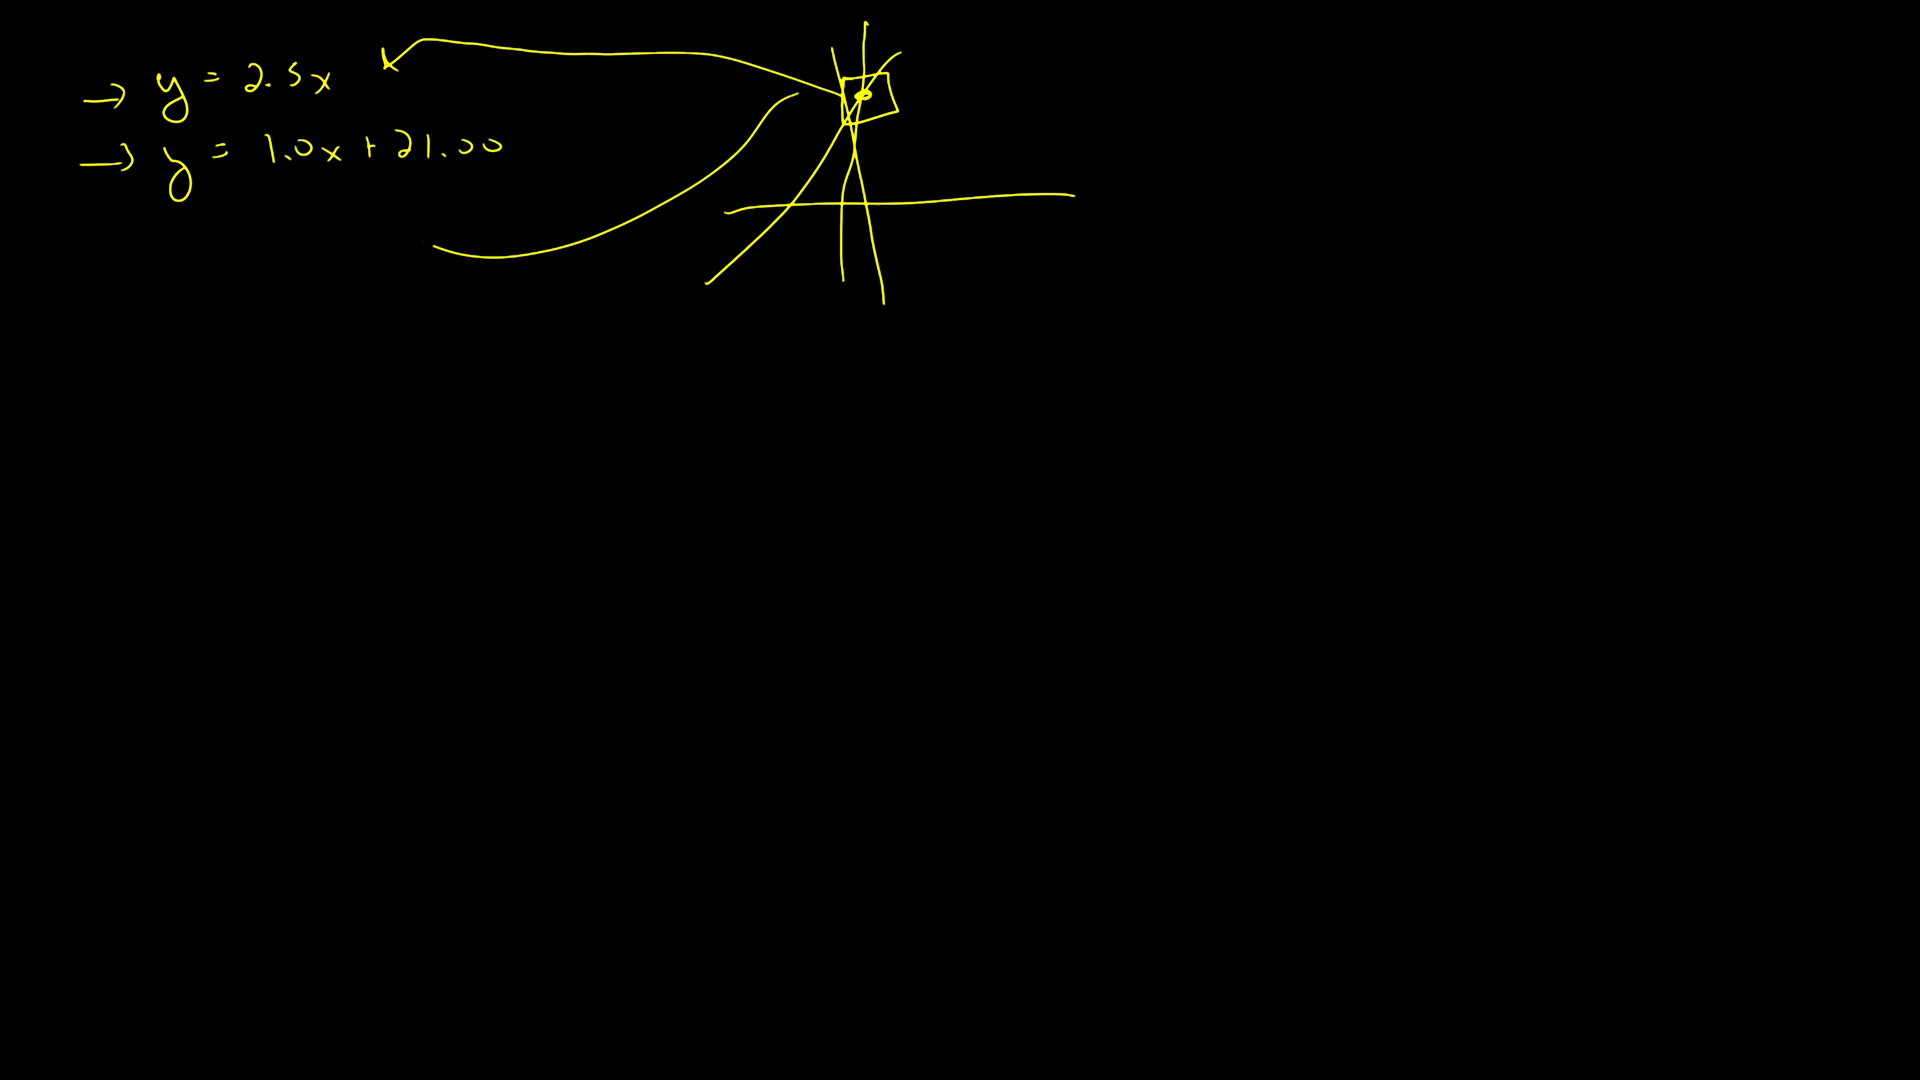 → y = 2.5x
→ y = 1.0x + 21.00